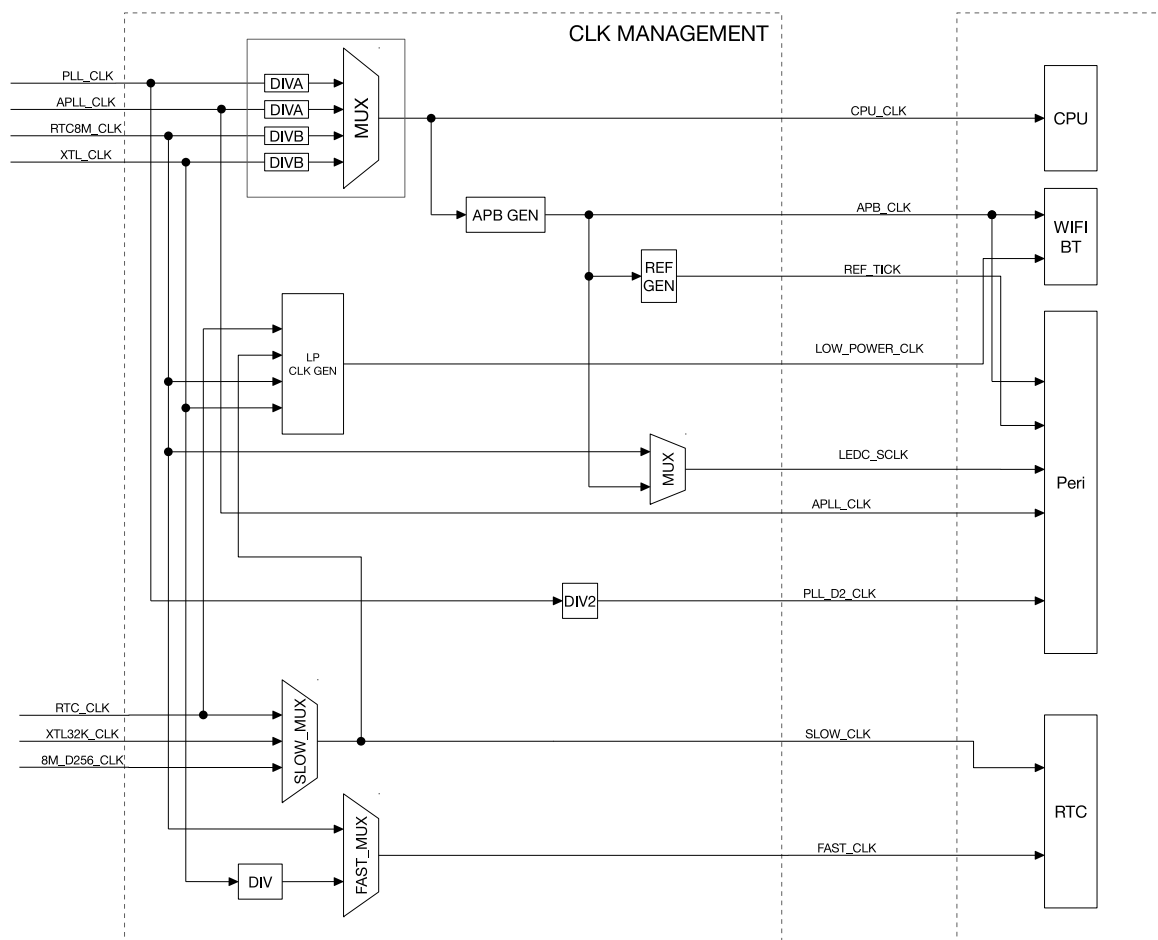 CLK MANAGEMENT
PLL_CLK
APLL_CLK
RTC8M_CLK
XTL_CLK
DIVA
DIVA
DIVB
DIVB
MUX
CPU_CLK
CPU
APB GEN
APB_CLK
WIFI
BT
REF
GEN
REF_TICK
LP
CLK GEN
LOW_POWER_CLK
MUX
LEDC_SCLK
Peri
APLL_CLK
DIV2
PLL_D2_CLK
RTC_CLK
XTL32K_CLK
8M_D256_CLK
SLOW_MUX
SLOW_CLK
RTC
FAST_MUX
FAST_CLK
DIV